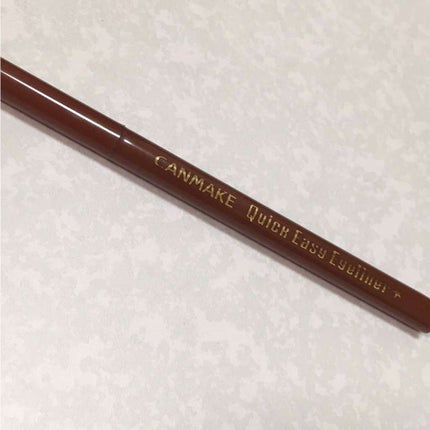 CANMAKE Quick Easy Eyeliner +